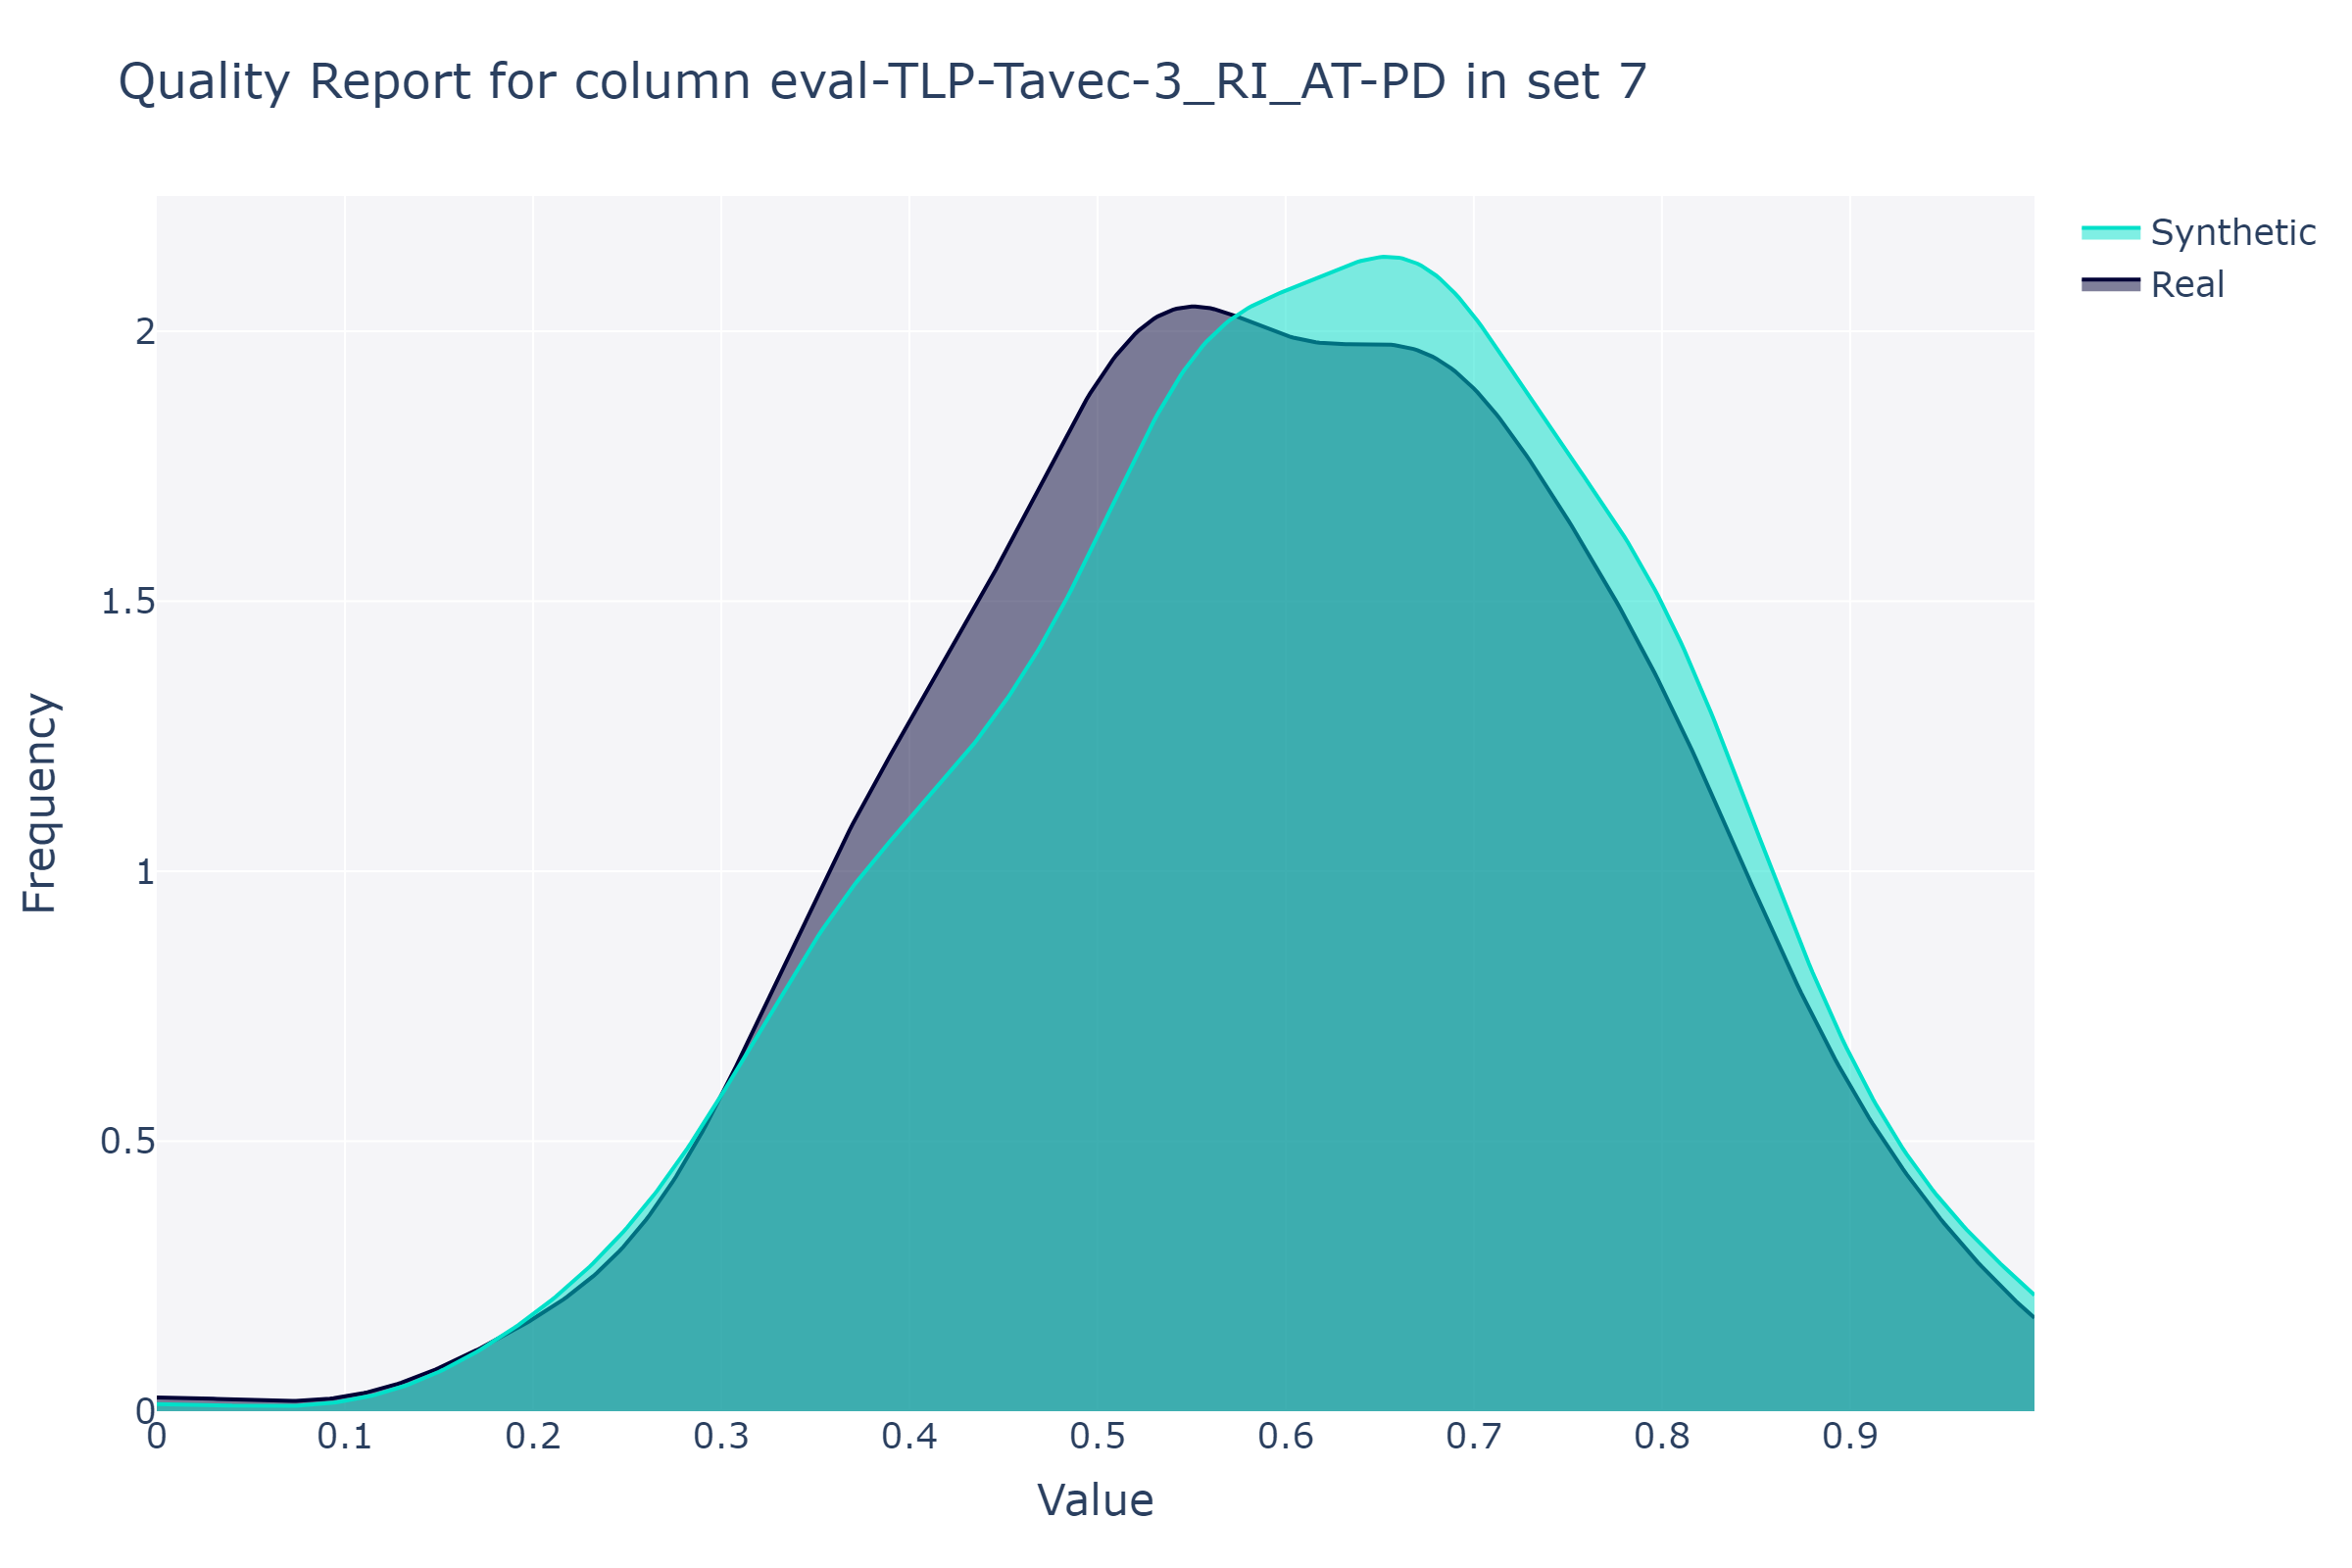 Quality Report for column eval-TLP-Tavec-3_RI_AT-PD in set 7
Synthetic
Real
Frequency
2
1.5
1
0.5
0
0 0.1 0.2 0.3 0.4 0.5 0.6 0.7 0.8 0.9
Value